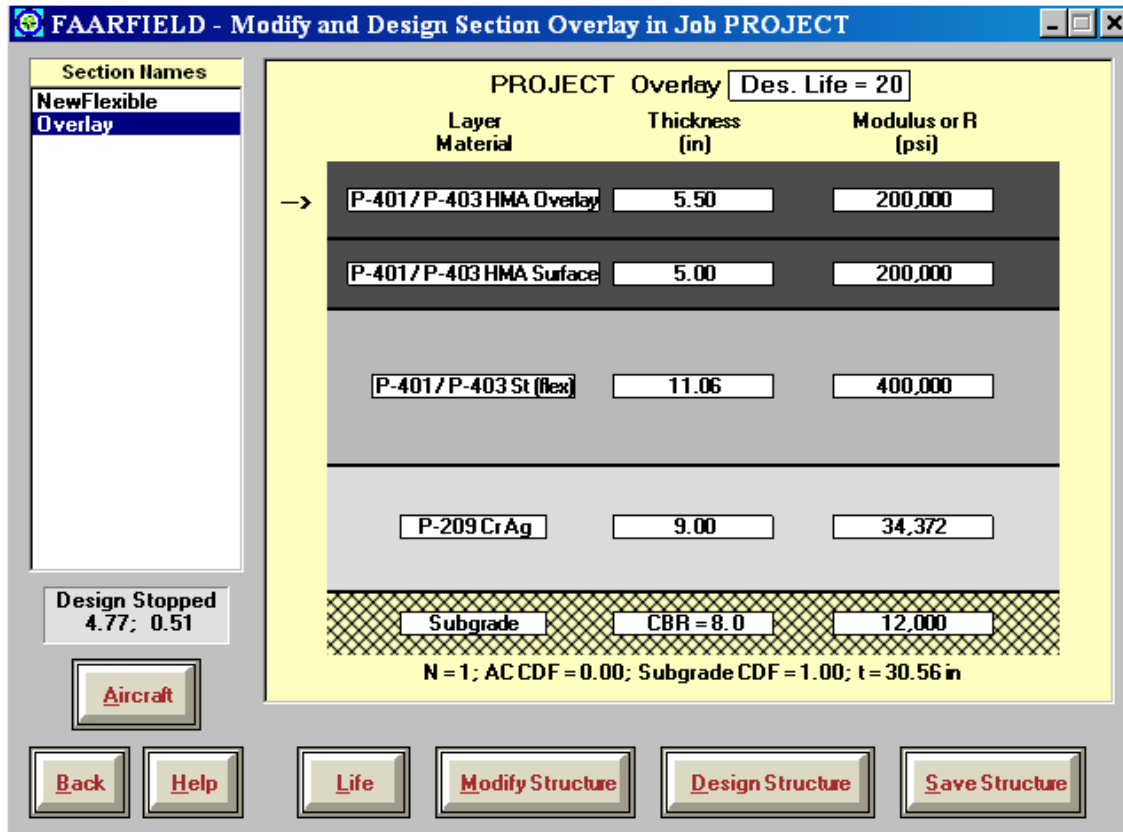 FAARFIELD - Modify and Design Section Overlay in Job PROJECT
Section Names
NewFlexible
Overlay
Design Stopped
4.77; 0.51
PROJECT Overlay Des. Life = 20
Layer Material Thickness (in) Modulus or R (psi)
--> P-401 / P-403 HMA Overlay 5.50 200,000
P-401 / P-403 HMA Surface 5.00 200,000
P-401 / P-403 St (flex) 11.06 400,000
P-209 Cr Ag 9.00 34,372
Subgrade CBR = 8.0 12,000
N = 1; AC CDF = 0.00; Subgrade CDF = 1.00; t = 30.56 in
Aircraft
Back Help Life Modify Structure Design Structure Save Structure